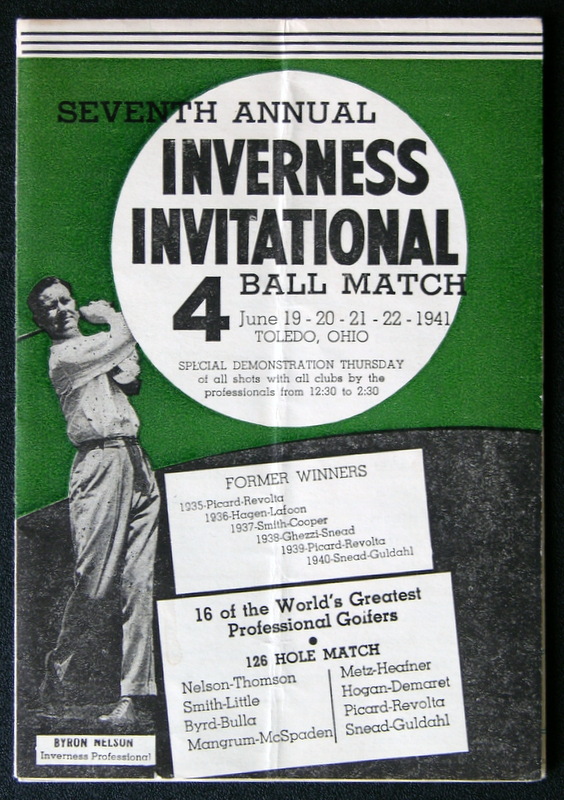 SEVENTH ANNUAL
INVERNESS
INVITATIONAL
4 BALL MATCH
June 19 - 20 - 21 - 22 - 1941
TOLEDO, OHIO
SPECIAL DEMONSTRATION THURSDAY
of all shots with all clubs by the
professionals from 12:30 to 2:30
FORMER WINNERS
1935-Picard-Revolta
1936-Hagen-Lafoon
1937-Smith-Cooper
1938-Ghezzi-Snead
1939-Picard-Revolta
1940-Snead-Guldahl
16 of the World's Greatest
Professional Golfers
126 HOLE MATCH
Nelson-Thomson
Smith-Little
Byrd-Bulla
Mangrum-McSpaden
Metz-Heafner
Hogan-Demaret
Picard-Revolta
Snead-Guldahl
BYRON NELSON
Inverness Professional